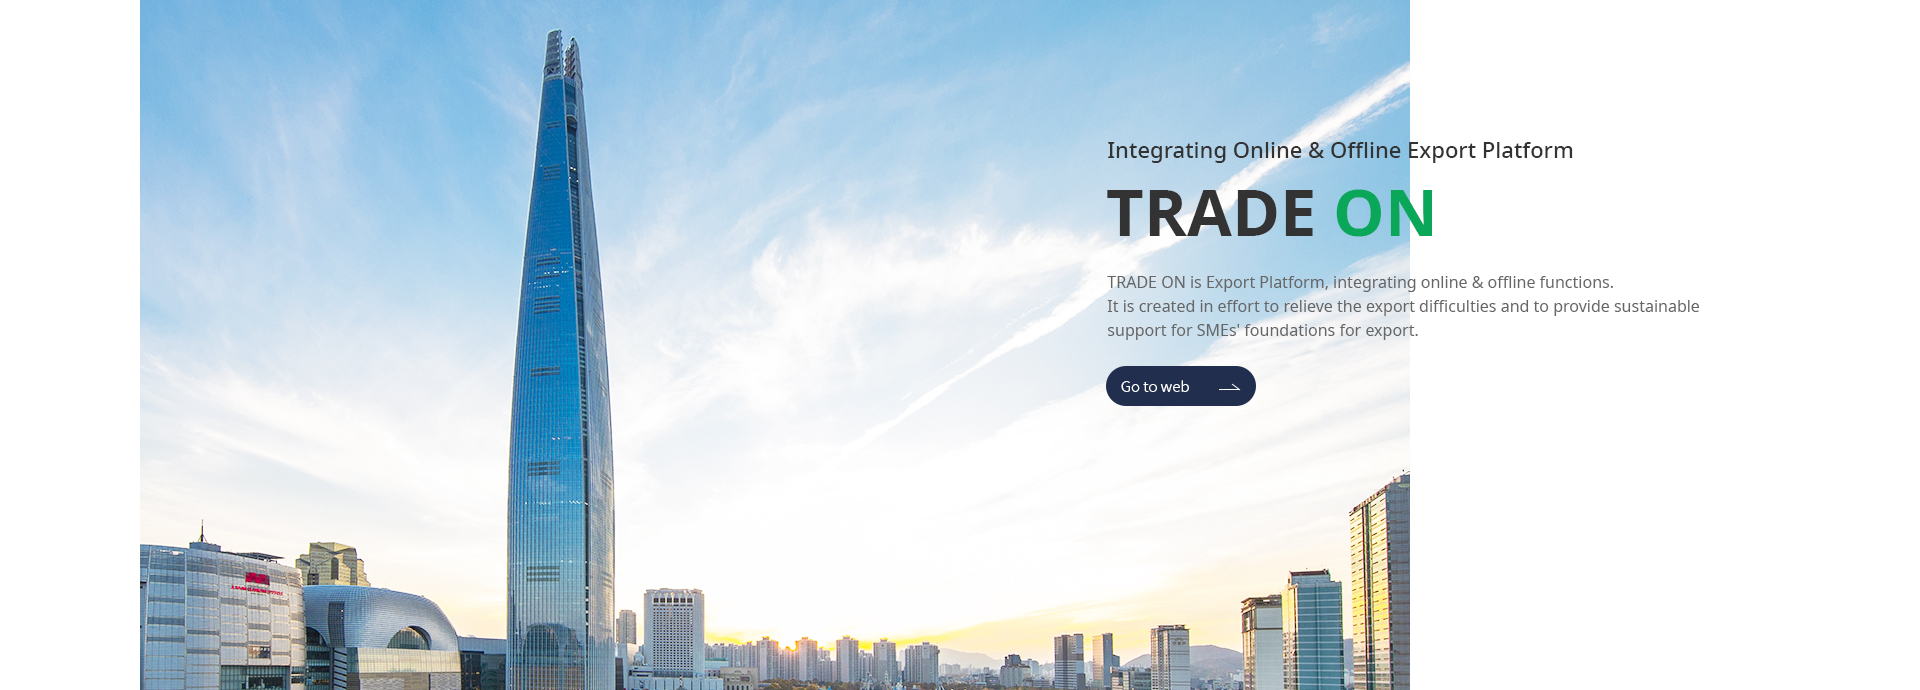 Integrating Online & Offline Export Platform
TRADE ON
TRADE ON is Export Platform, integrating online & offline functions.
It is created in effort to relieve the export difficulties and to provide sustainable
support for SMEs' foundations for export.
Go to web